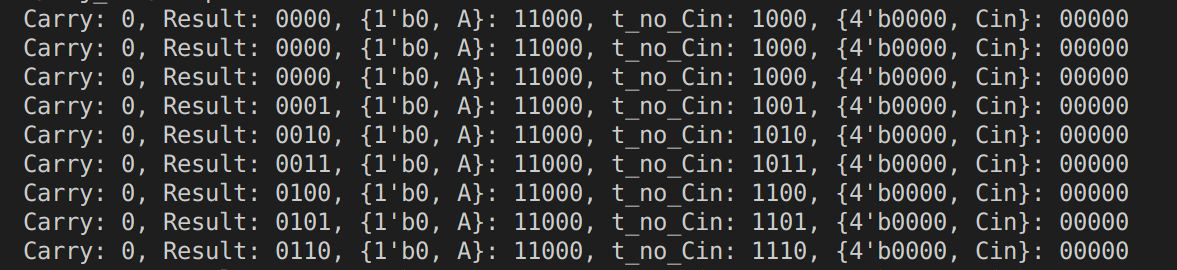 Carry: 0, Result: 0000, {1'b0, A}: 11000, t_no_Cin: 1000, {4'b0000, Cin}: 00000
Carry: 0, Result: 0000, {1'b0, A}: 11000, t_no_Cin: 1000, {4'b0000, Cin}: 00000
Carry: 0, Result: 0000, {1'b0, A}: 11000, t_no_Cin: 1000, {4'b0000, Cin}: 00000
Carry: 0, Result: 0001, {1'b0, A}: 11000, t_no_Cin: 1001, {4'b0000, Cin}: 00000
Carry: 0, Result: 0010, {1'b0, A}: 11000, t_no_Cin: 1010, {4'b0000, Cin}: 00000
Carry: 0, Result: 0011, {1'b0, A}: 11000, t_no_Cin: 1011, {4'b0000, Cin}: 00000
Carry: 0, Result: 0100, {1'b0, A}: 11000, t_no_Cin: 1100, {4'b0000, Cin}: 00000
Carry: 0, Result: 0101, {1'b0, A}: 11000, t_no_Cin: 1101, {4'b0000, Cin}: 00000
Carry: 0, Result: 0110, {1'b0, A}: 11000, t_no_Cin: 1110, {4'b0000, Cin}: 00000